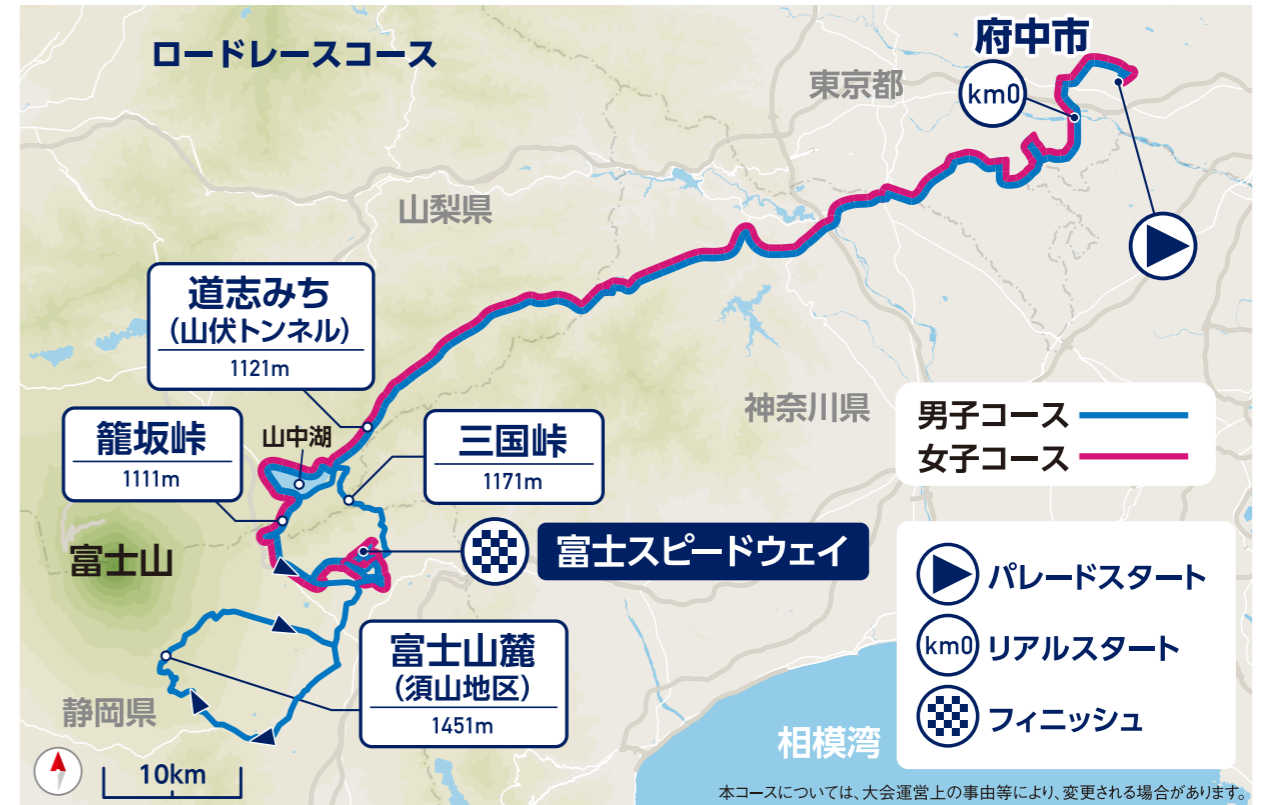 ロードレースコース
府中市
km0
東京都
山梨県
道志みち
(山伏トンネル)
1121m
籠坂峠
1111m
山中湖
三国峠
1171m
神奈川県
男子コース
女子コース
富士山
富士スピードウェイ
パレードスタート
km0
リアルスタート
フィニッシュ
富士山麓
(須山地区)
1451m
静岡県
相模湾
10km
本コースについては、大会運営上の事由等により、変更される場合があります。